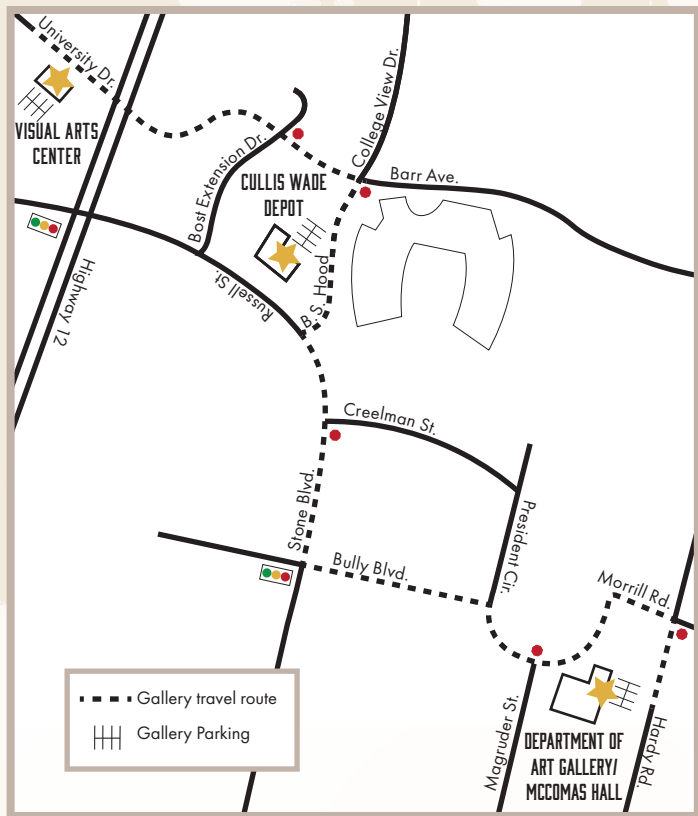 University Dr.
VISUAL ARTS
CENTER
College View Dr.
Barr Ave.
Bost Extension Dr.
CULLIS WADE
DEPOT
B.S. Hood
Russell St.
Highway 12
Creelman St.
Stone Blvd.
President Cir.
Bully Blvd.
Morrill Rd.
Magruder St.
Hardy Rd.
DEPARTMENT OF
ART GALLERY/
MCCOMAS HALL
Gallery travel route
Gallery Parking